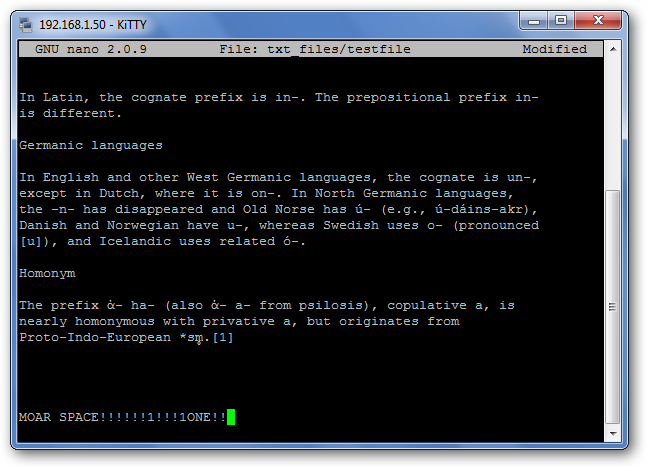 192.168.1.50 - KiTTY
GNU nano 2.0.9 File: txt_files/testfile Modified
In Latin, the cognate prefix is in-. The prepositional prefix in-
is different.
Germanic languages
In English and other West Germanic languages, the cognate is un-,
except in Dutch, where it is on-. In North Germanic languages,
the -n- has disappeared and Old Norse has ú- (e.g., ú-dáins-akr),
Danish and Norwegian have u-, whereas Swedish uses o- (pronounced
[u]), and Icelandic uses related ó-.
Homonym
The prefix ἁ- ha- (also ἀ- a- from psilosis), copulative a, is
nearly homonymous with privative a, but originates from
Proto-Indo-European *sm̥.[1]
MOAR SPACE!!!!!!1!!!1ONE!!